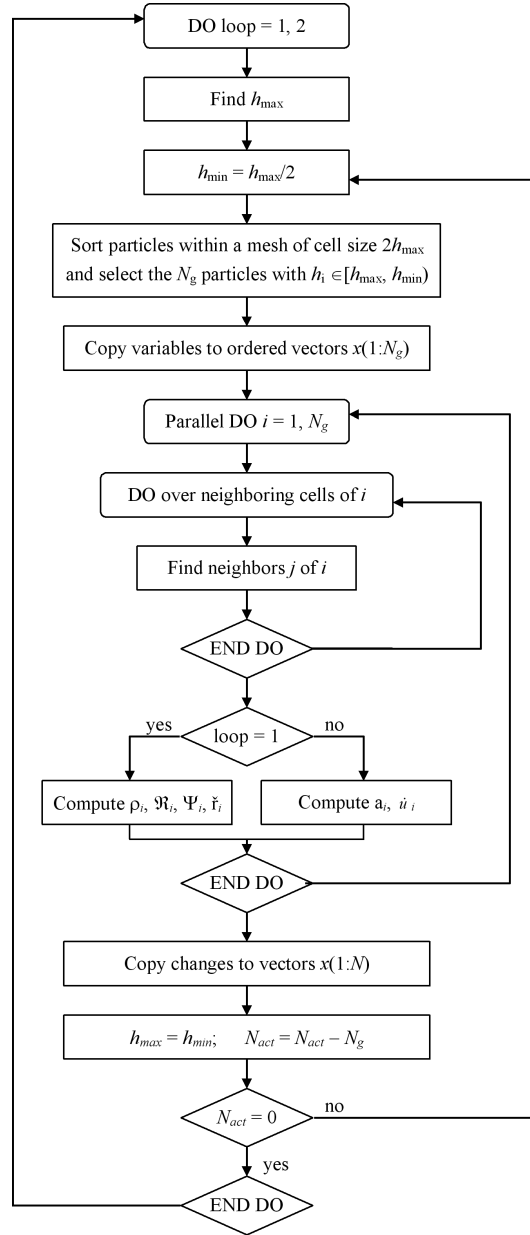 DO loop = 1, 2
Find hmax
hmin = hmax/2
Sort particles within a mesh of cell size 2hmax
and select the Ng particles with hi ∈[hmax, hmin)
Copy variables to ordered vectors x(1:Ng)
Parallel DO i = 1, Ng
DO over neighboring cells of i
Find neighbors j of i
END DO
yes
loop = 1
no
Compute ρi, ℜi, Ψi, ři
Compute ai, u̇ i
END DO
Copy changes to vectors x(1:N)
hmax = hmin; Nact = Nact – Ng
Nact = 0
no
yes
END DO